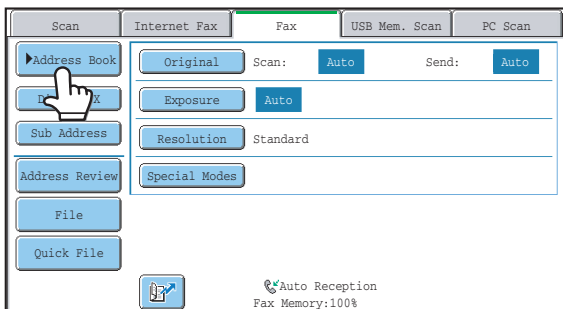 Scan Internet Fax Fax USB Mem. Scan PC Scan
Address Book Original Scan: Auto Send: Auto
X Exposure Auto
Sub Address Resolution Standard
Address Review Special Modes
File
Quick File
Auto Reception
Fax Memory:100%